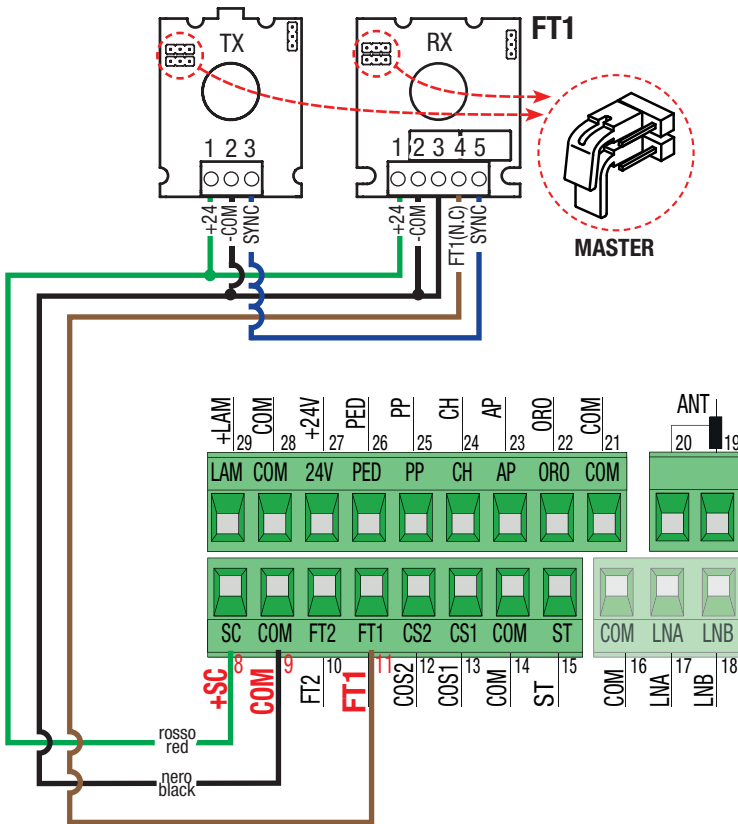 TX
RX
FT1
1 2 3
1 2 3 4 5
+24
-COM
SYNC
+24
-COM
FT1(N.C)
SYNC
MASTER
+LAM
COM
+24V
PED
PP
CH
AP
ORO
COM
ANT
29 28 27 26 25 24 23 22 21 20 19
LAM COM 24V PED PP CH AP ORO COM
SC COM FT2 FT1 CS2 CS1 COM ST COM LNA LNB
8 9 10 11 12 13 14 15 16 17 18
+SC
COM
FT2
FT1
COS2
COS1
COM
ST
COM
LNA
LNB
rosso
red
nero
black